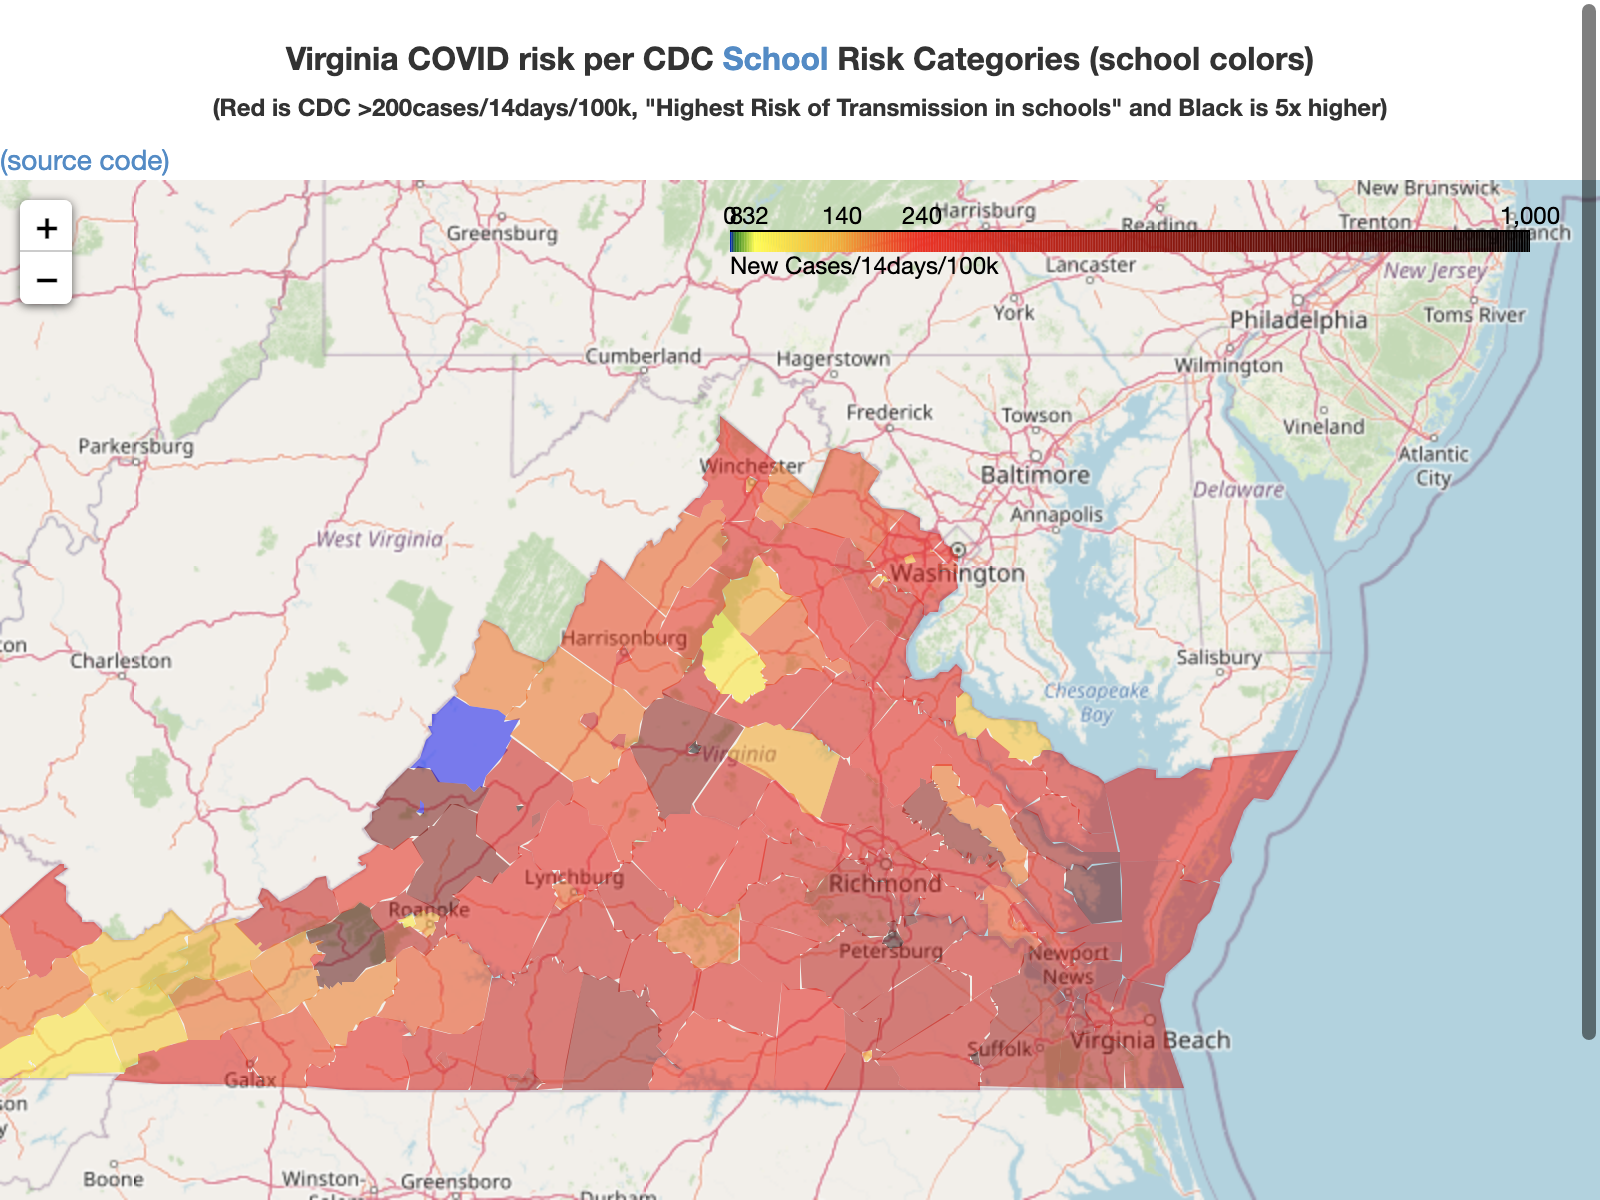 Virginia COVID risk per CDC School Risk Categories (school colors)
(Red is CDC >200cases/14days/100k, "Highest Risk of Transmission in schools" and Black is 5x higher)
(source code)
+
−
0 8 32 140 240 1,000
New Cases/14days/100k
New Brunswick
Harrisburg
Reading
Trenton
Greensburg
Lancaster
New Jersey
York
Philadelphia
Toms River
Cumberland
Hagerstown
Wilmington
Frederick
Towson
Vineland
Parkersburg
Winchester
Baltimore
Atlantic
City
Delaware
Annapolis
West Virginia
Washington
Harrisonburg
Charleston
Salisbury
Chesapeake
Bay
Virginia
Lynchburg
Richmond
Roanoke
Petersburg
Newport
News
Virginia Beach
Suffolk
Galax
Boone
Winston-
Greensboro
Durham